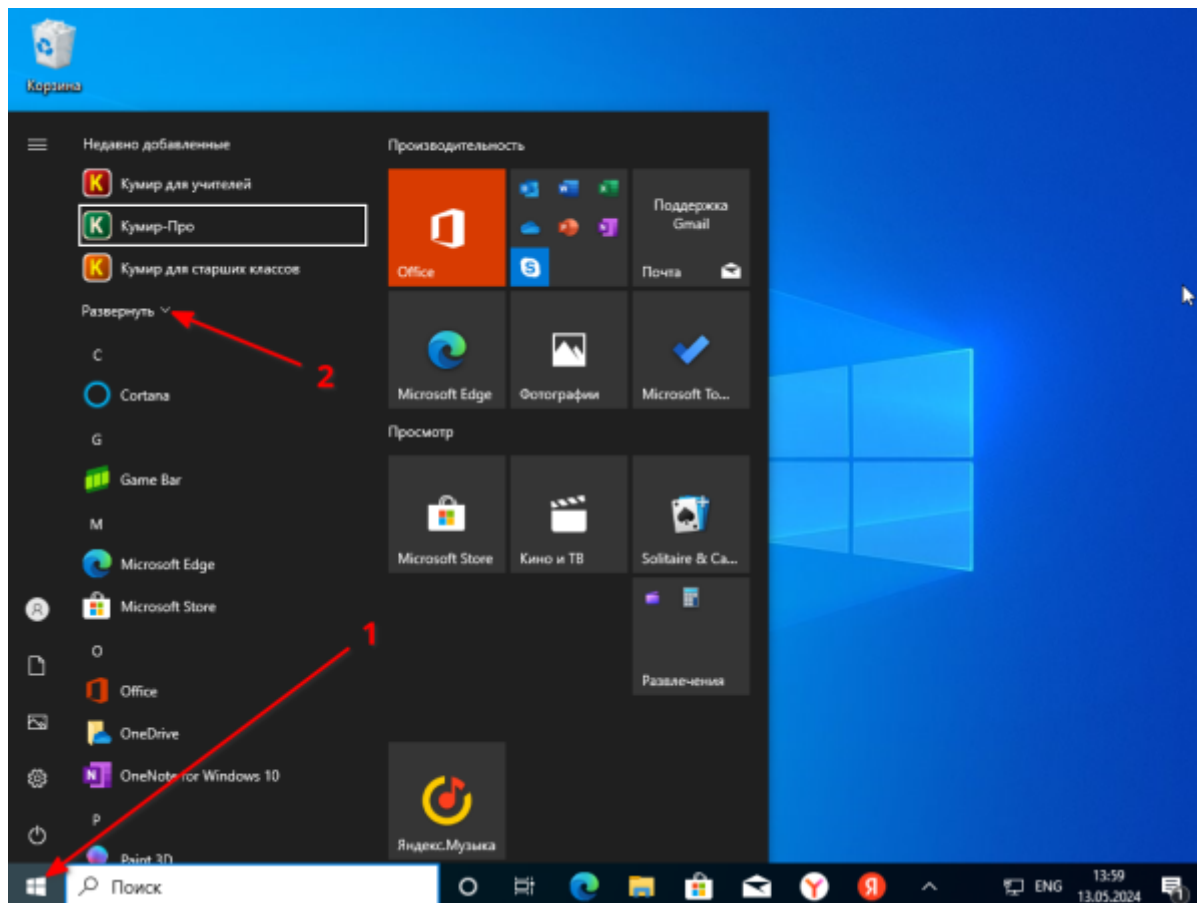 Корзина
Недавно добавленные
Кумир для учителей
Кумир-Про
Кумир для старших классов
Развернуть
2
C
Cortana
G
Game Bar
M
Microsoft Edge
Microsoft Store
1
O
Office
OneDrive
OneNote for Windows 10
P
Paint 3D
Производительность
Office
Поддержка
Gmail
Почта
Microsoft Edge
Фотографии
Microsoft To...
Просмотр
Microsoft Store
Кино и ТВ
Solitaire & Ca...
Развлечения
Яндекс.Музыка
Поиск
ENG
13:59
13.05.2024
1